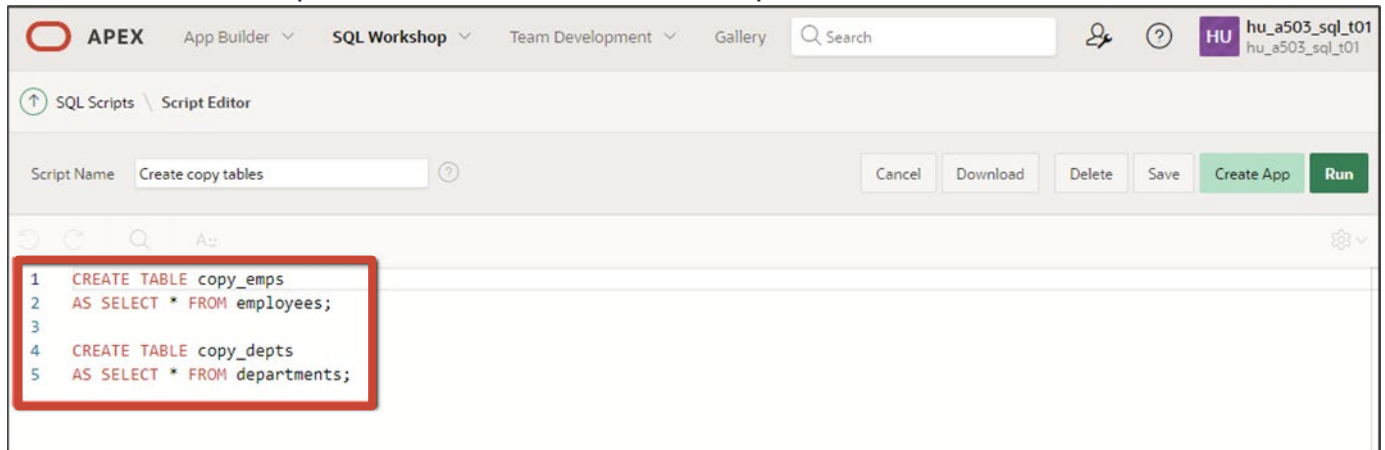 APEX App Builder SQL Workshop Team Development Gallery Search HU hu_a503_sql_t01
hu_a503_sql_t01
SQL Scripts \ Script Editor
Script Name Create copy tables Cancel Download Delete Save Create App Run
A::
1 CREATE TABLE copy_emps
2 AS SELECT * FROM employees;
3
4 CREATE TABLE copy_depts
5 AS SELECT * FROM departments;